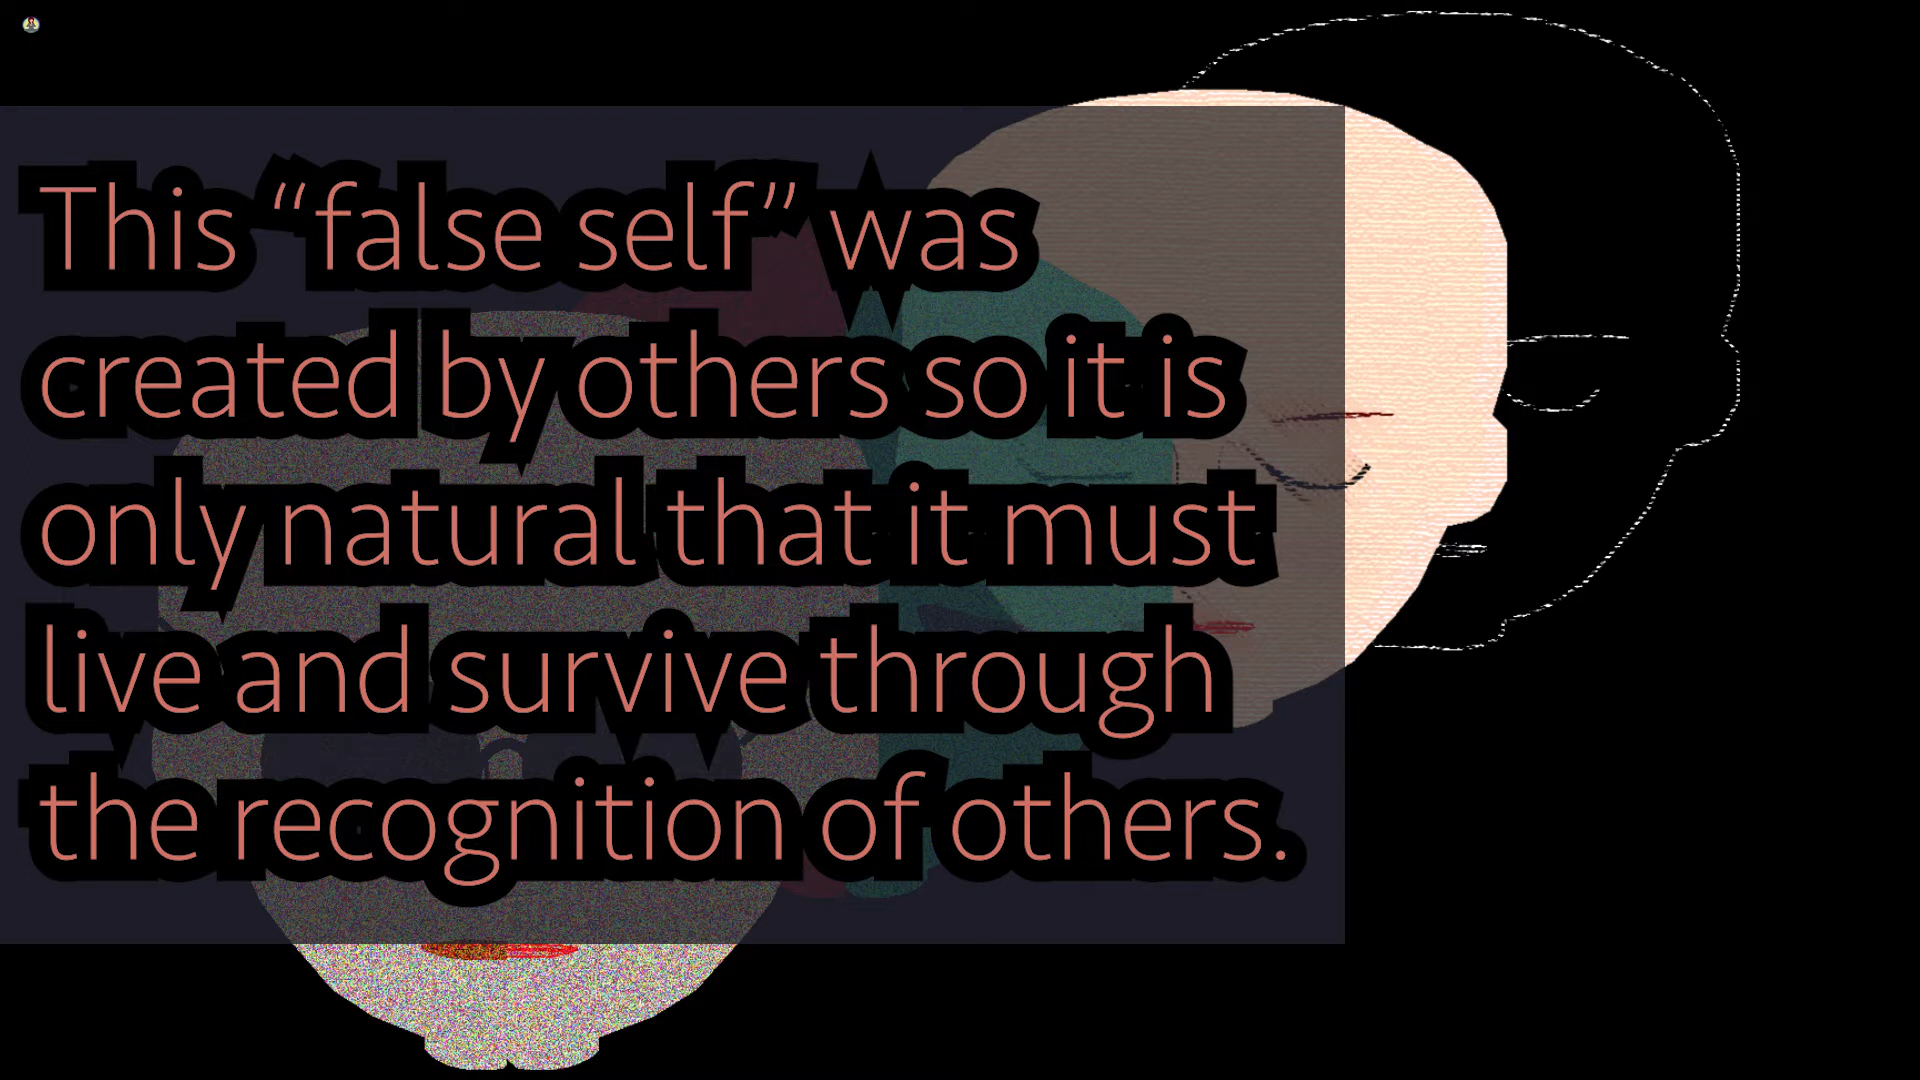 This “false self” was
created by others so it is
only natural that it must
live and survive through
the recognition of others.